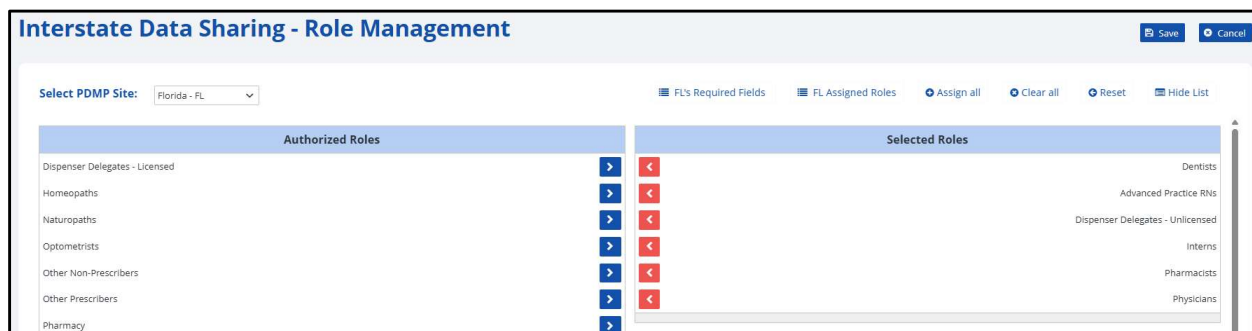 Interstate Data Sharing - Role Management
Save
Cancel
Select PDMP Site:
Florida - FL
FL's Required Fields
FL Assigned Roles
Assign all
Clear all
Reset
Hide List
Authorized Roles
Dispenser Delegates - Licensed
Homeopaths
Naturopaths
Optometrists
Other Non-Prescribers
Other Prescribers
Pharmacy
Selected Roles
Dentists
Advanced Practice RNs
Dispenser Delegates - Unlicensed
Interns
Pharmacists
Physicians